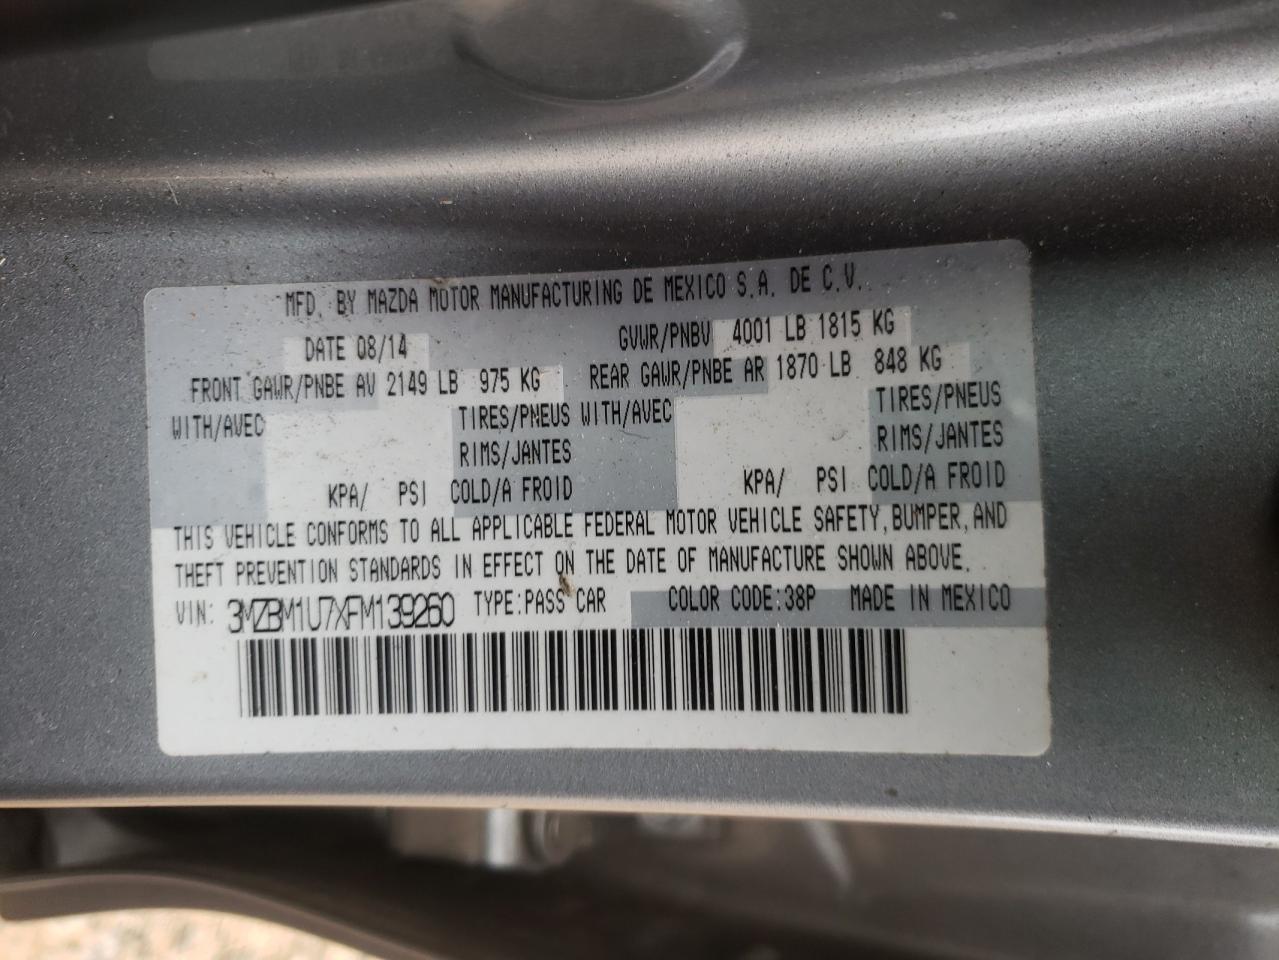 MFD. BY MAZDA MOTOR MANUFACTURING DE MEXICO S.A. DE C.V.
DATE 08/14 GVWR/PNBV 4001 LB 1815 KG
FRONT GAWR/PNBE AV 2149 LB 975 KG REAR GAWR/PNBE AR 1870 LB 848 KG
WITH/AVEC TIRES/PNEUS WITH/AVEC TIRES/PNEUS
RIMS/JANTES RIMS/JANTES
KPA/ PSI COLD/A FROID KPA/ PSI COLD/A FROID
THIS VEHICLE CONFORMS TO ALL APPLICABLE FEDERAL MOTOR VEHICLE SAFETY, BUMPER, AND
THEFT PREVENTION STANDARDS IN EFFECT ON THE DATE OF MANUFACTURE SHOWN ABOVE.
VIN: 3MZBM1U7XFM139260 TYPE:PASS CAR COLOR CODE:38P MADE IN MEXICO